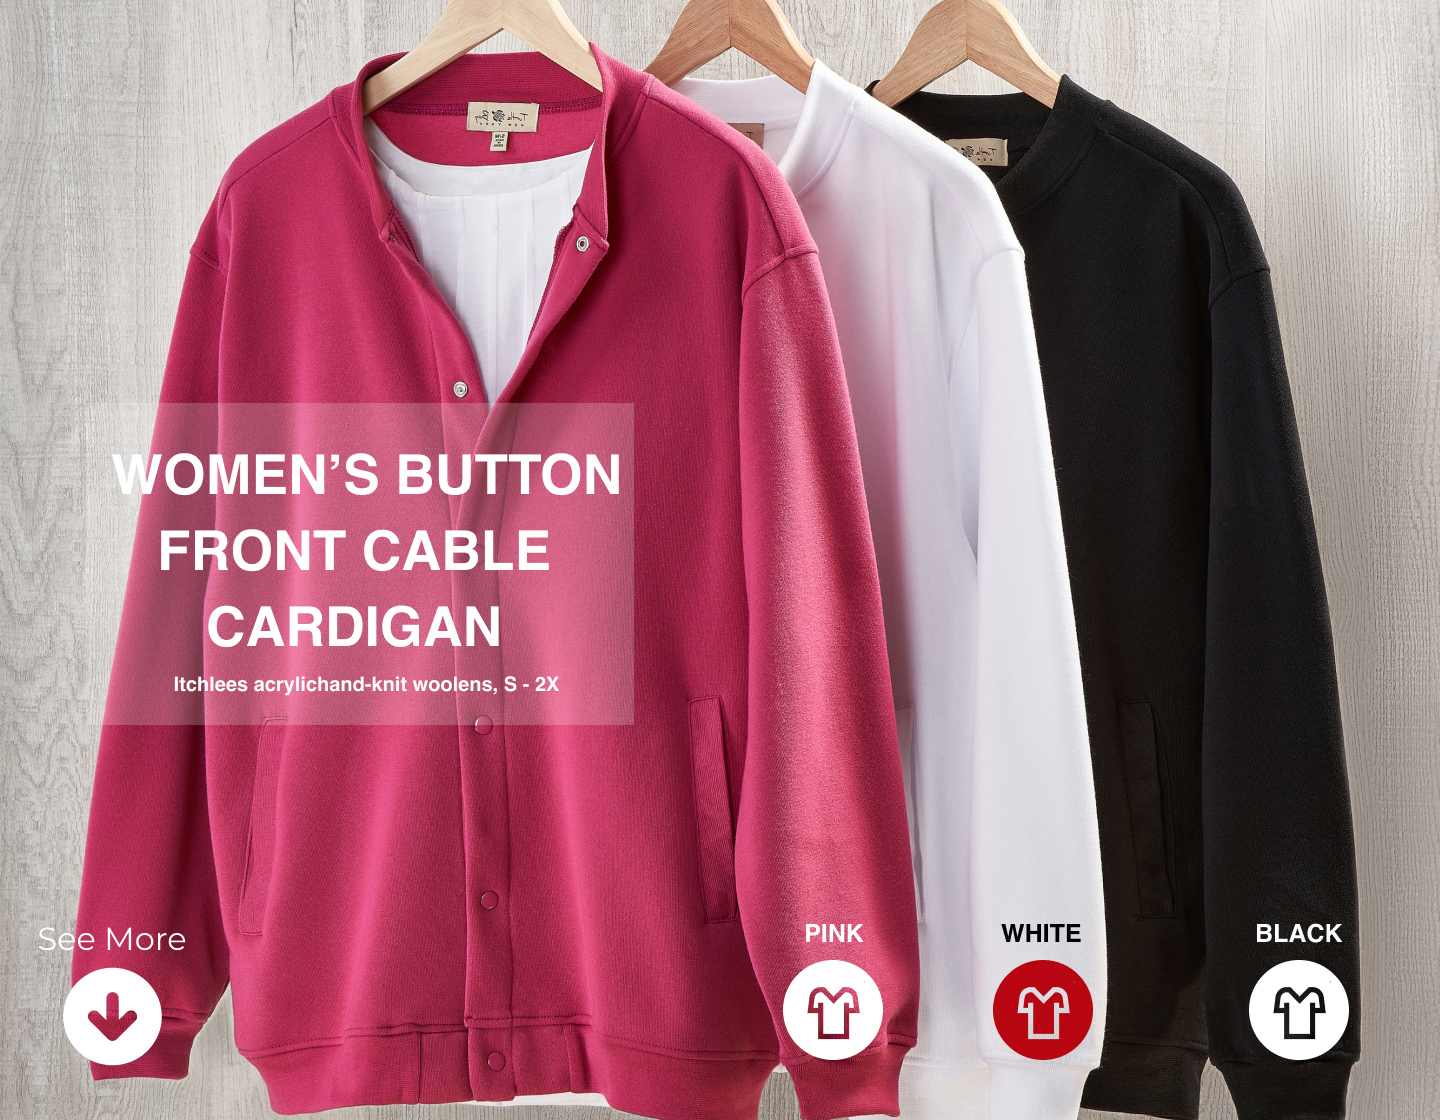 WOMEN’S BUTTON
FRONT CABLE
CARDIGAN
Itchlees acrylichand-knit woolens, S - 2X
See More
PINK
WHITE
BLACK